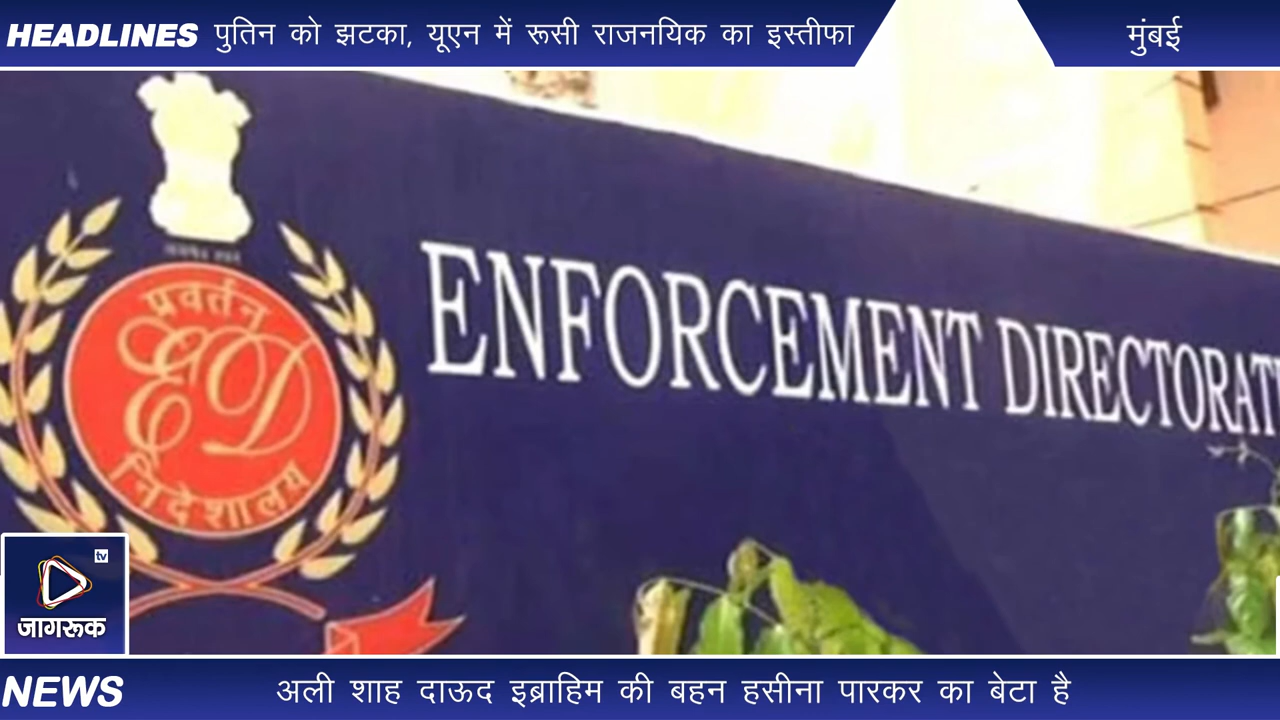 HEADLINES पुतिन को झटका, यूएन में रूसी राजनयिक का इस्तीफा
मुंबई
प्रवर्तन
ED
निदेशालय
ENFORCEMENT DIRECTORAT
tv
जागरूक
NEWS अली शाह दाऊद इब्राहिम की बहन हसीना पारकर का बेटा है